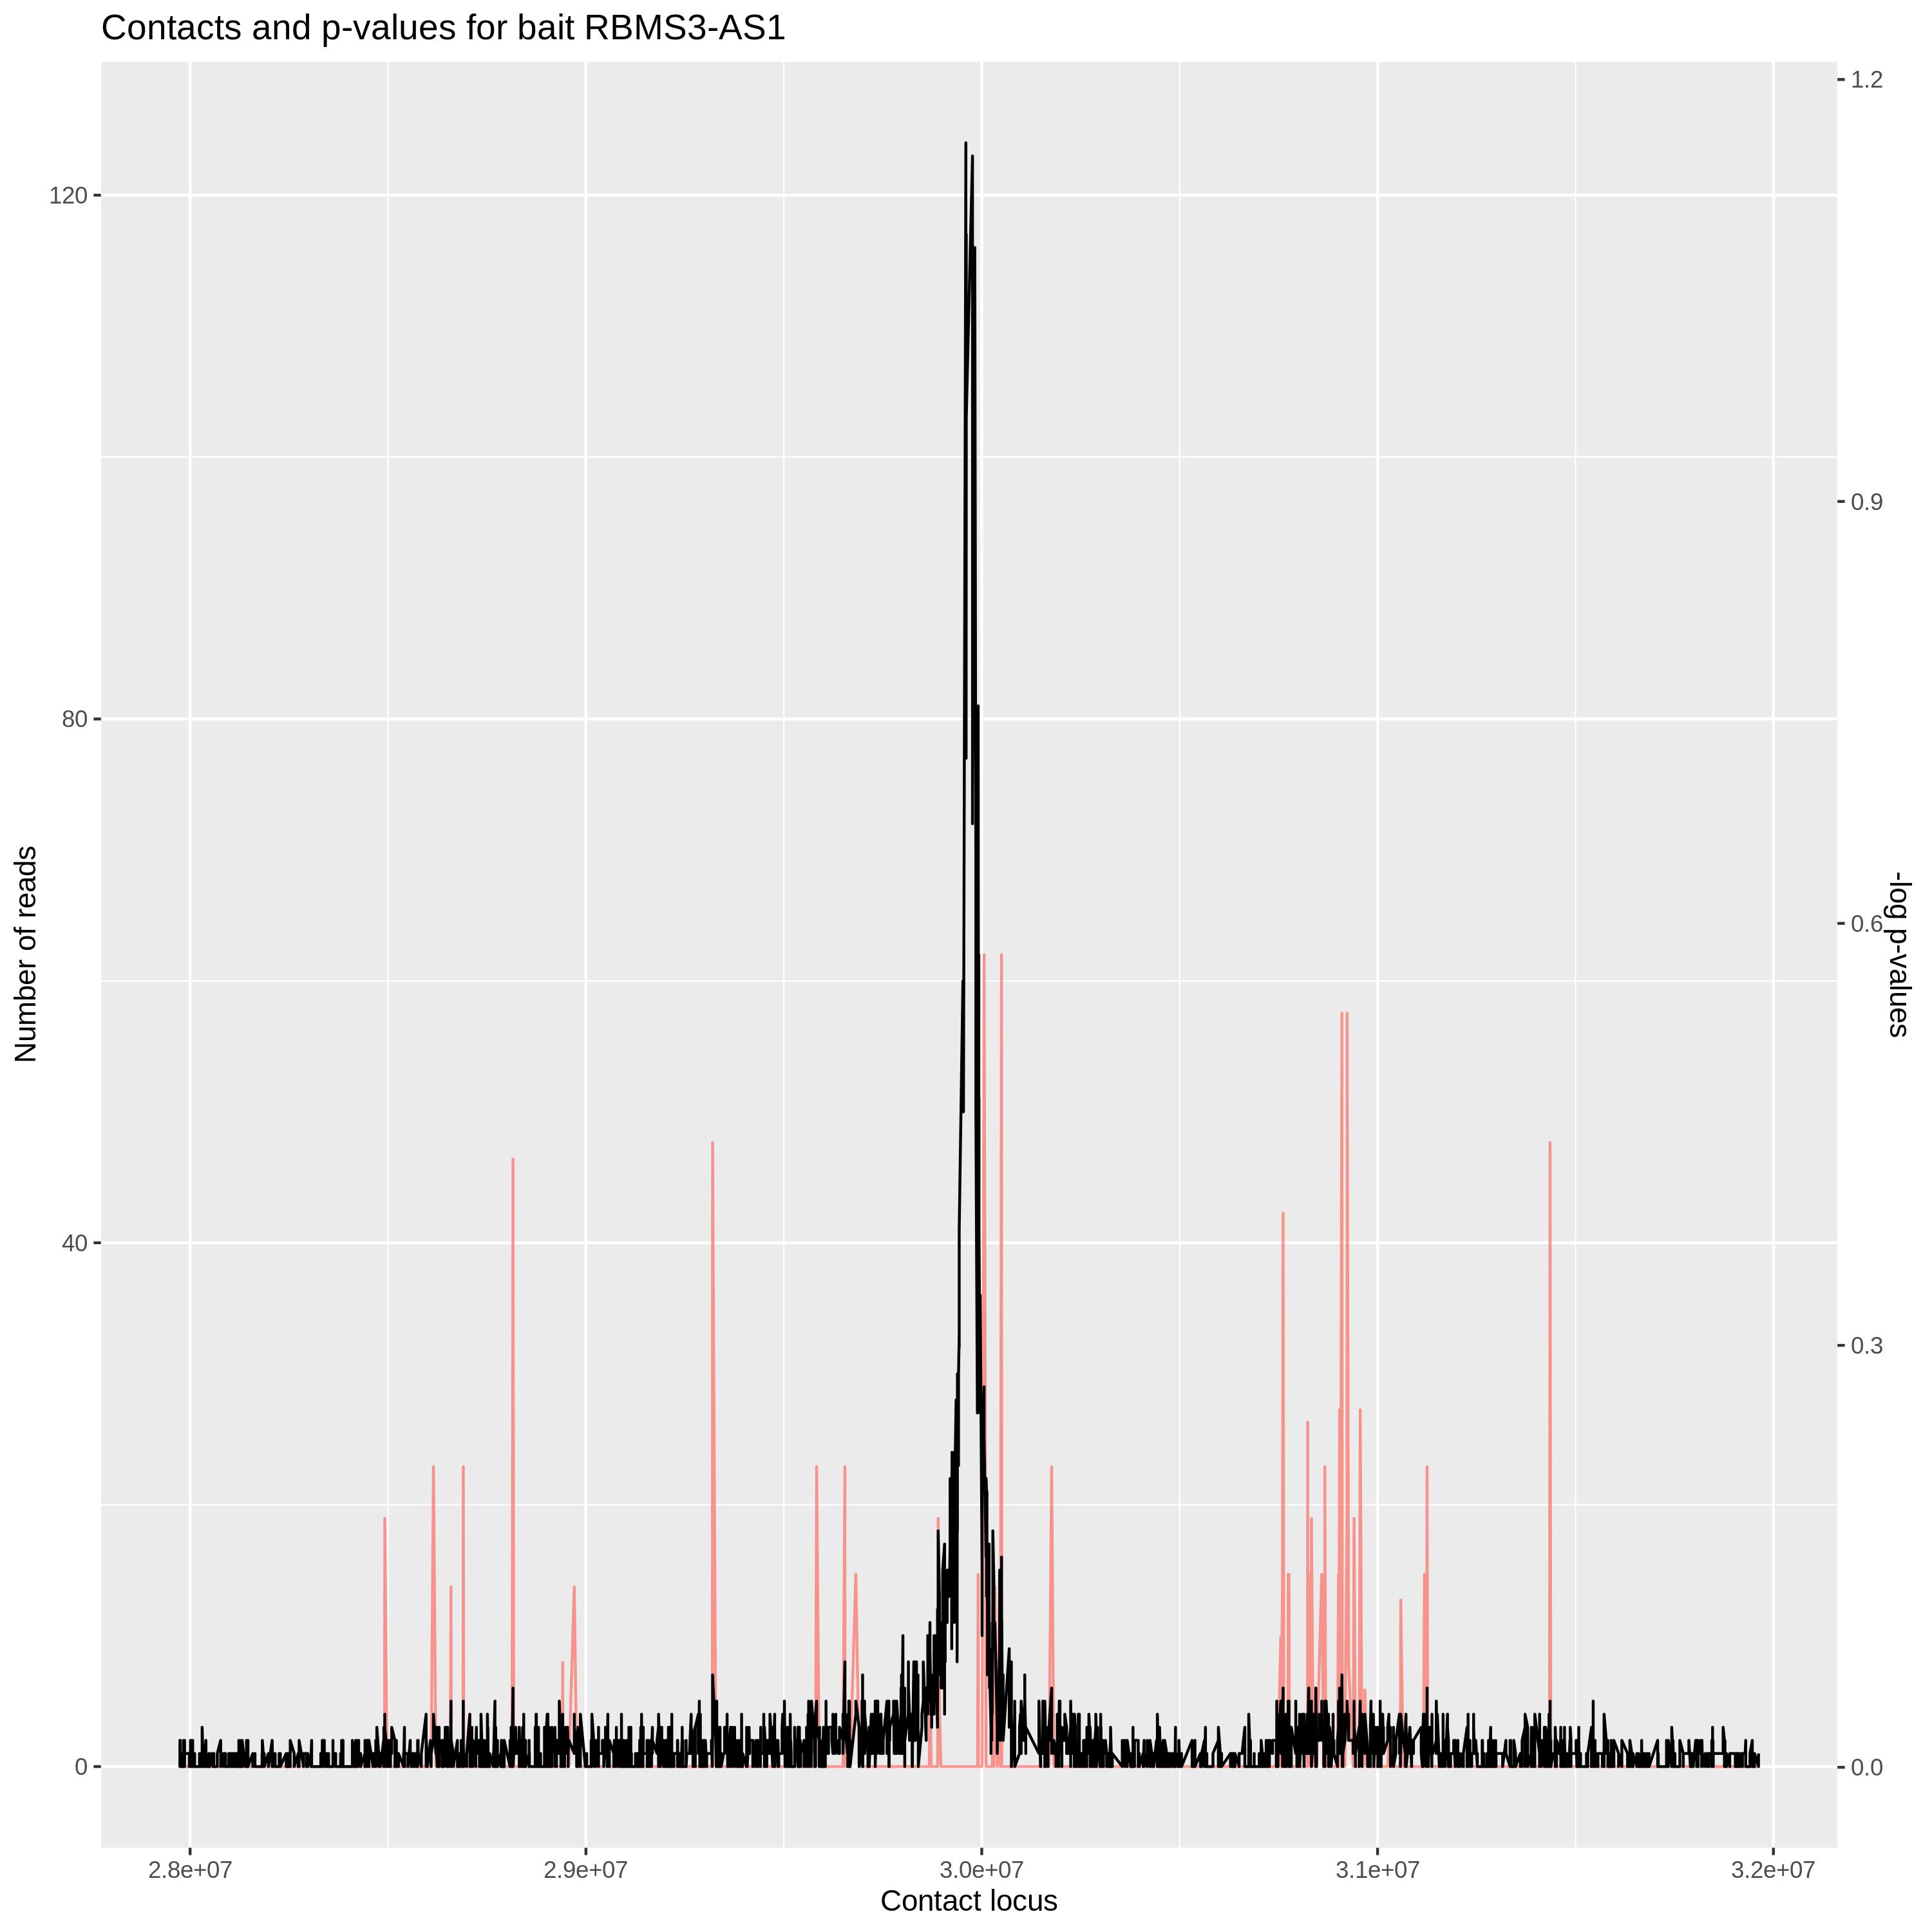 Contacts and p-values for bait RBMS3-AS1
1.2
120
0.9
80
0.6
Number of reads
-log p-values
40
0.3
0
0.0
2.8e+07 2.9e+07 3.0e+07 3.1e+07 3.2e+07
Contact locus